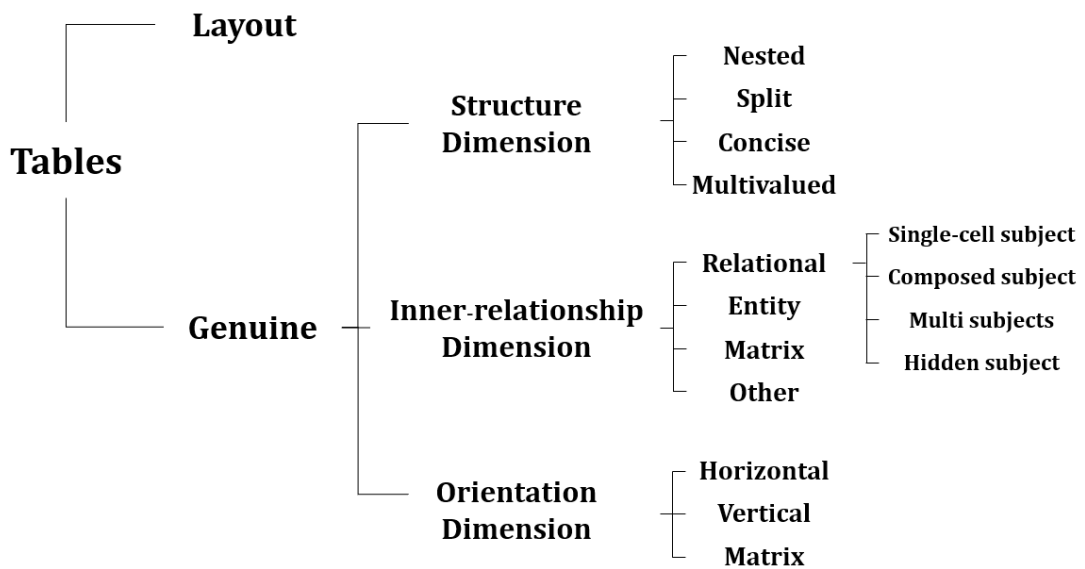 Layout
Tables
Genuine
Structure
Dimension
Nested
Split
Concise
Multivalued
Inner-relationship
Dimension
Relational
Entity
Matrix
Other
Single-cell subject
Composed subject
Multi subjects
Hidden subject
Orientation
Dimension
Horizontal
Vertical
Matrix